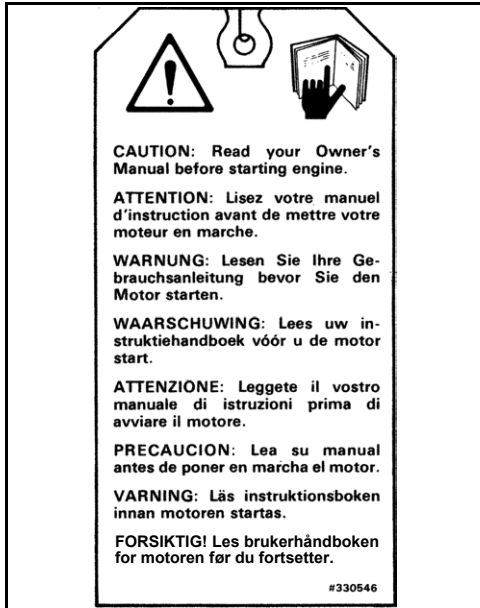 CAUTION: Read your Owner's
Manual before starting engine.
ATTENTION: Lisez votre manuel
d'instruction avant de mettre votre
moteur en marche.
WARNUNG: Lesen Sie Ihre Ge-
brauchsanleitung bevor Sie den
Motor starten.
WAARSCHUWING: Lees uw in-
struktiehandboek vóór u de motor
start.
ATTENZIONE: Leggete il vostro
manuale di istruzioni prima di
avviare il motore.
PRECAUCION: Lea su manual
antes de poner en marcha el motor.
VARNING: Läs instruktionsboken
innan motoren startas.
FORSIKTIG! Les brukerhåndboken
for motoren før du fortsetter.
#330546